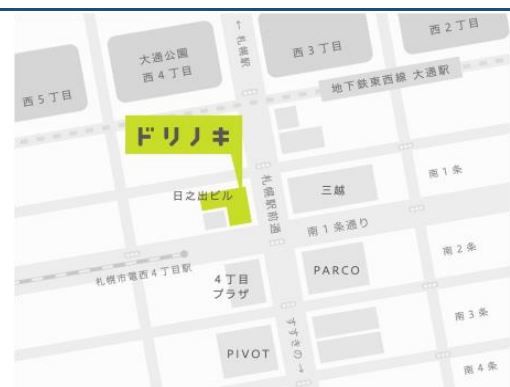 ←札幌駅
西2丁目
西3丁目
大通公園
西4丁目
西5丁目
地下鉄東西線 大通駅
ドリノキ
日之出ビル
札幌駅前通
三越
南1条
南1条通り
南2条
札幌市電西4丁目駅
4丁目
プラザ
PARCO
すすきの→
南3条
PIVOT
南4条